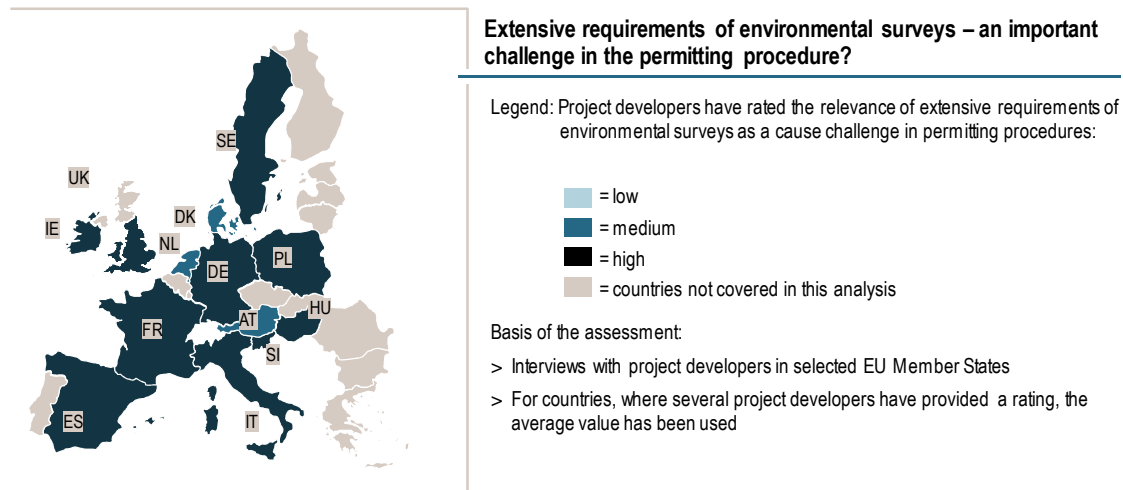 Extensive requirements of environmental surveys – an important
challenge in the permitting procedure?
Legend: Project developers have rated the relevance of extensive requirements of
environmental surveys as a cause challenge in permitting procedures:
= low
= medium
= high
= countries not covered in this analysis
Basis of the assessment:
> Interviews with project developers in selected EU Member States
> For countries, where several project developers have provided a rating, the
average value has been used
SE
UK
IE
DK
NL
DE
PL
FR
AT
HU
SI
ES
IT